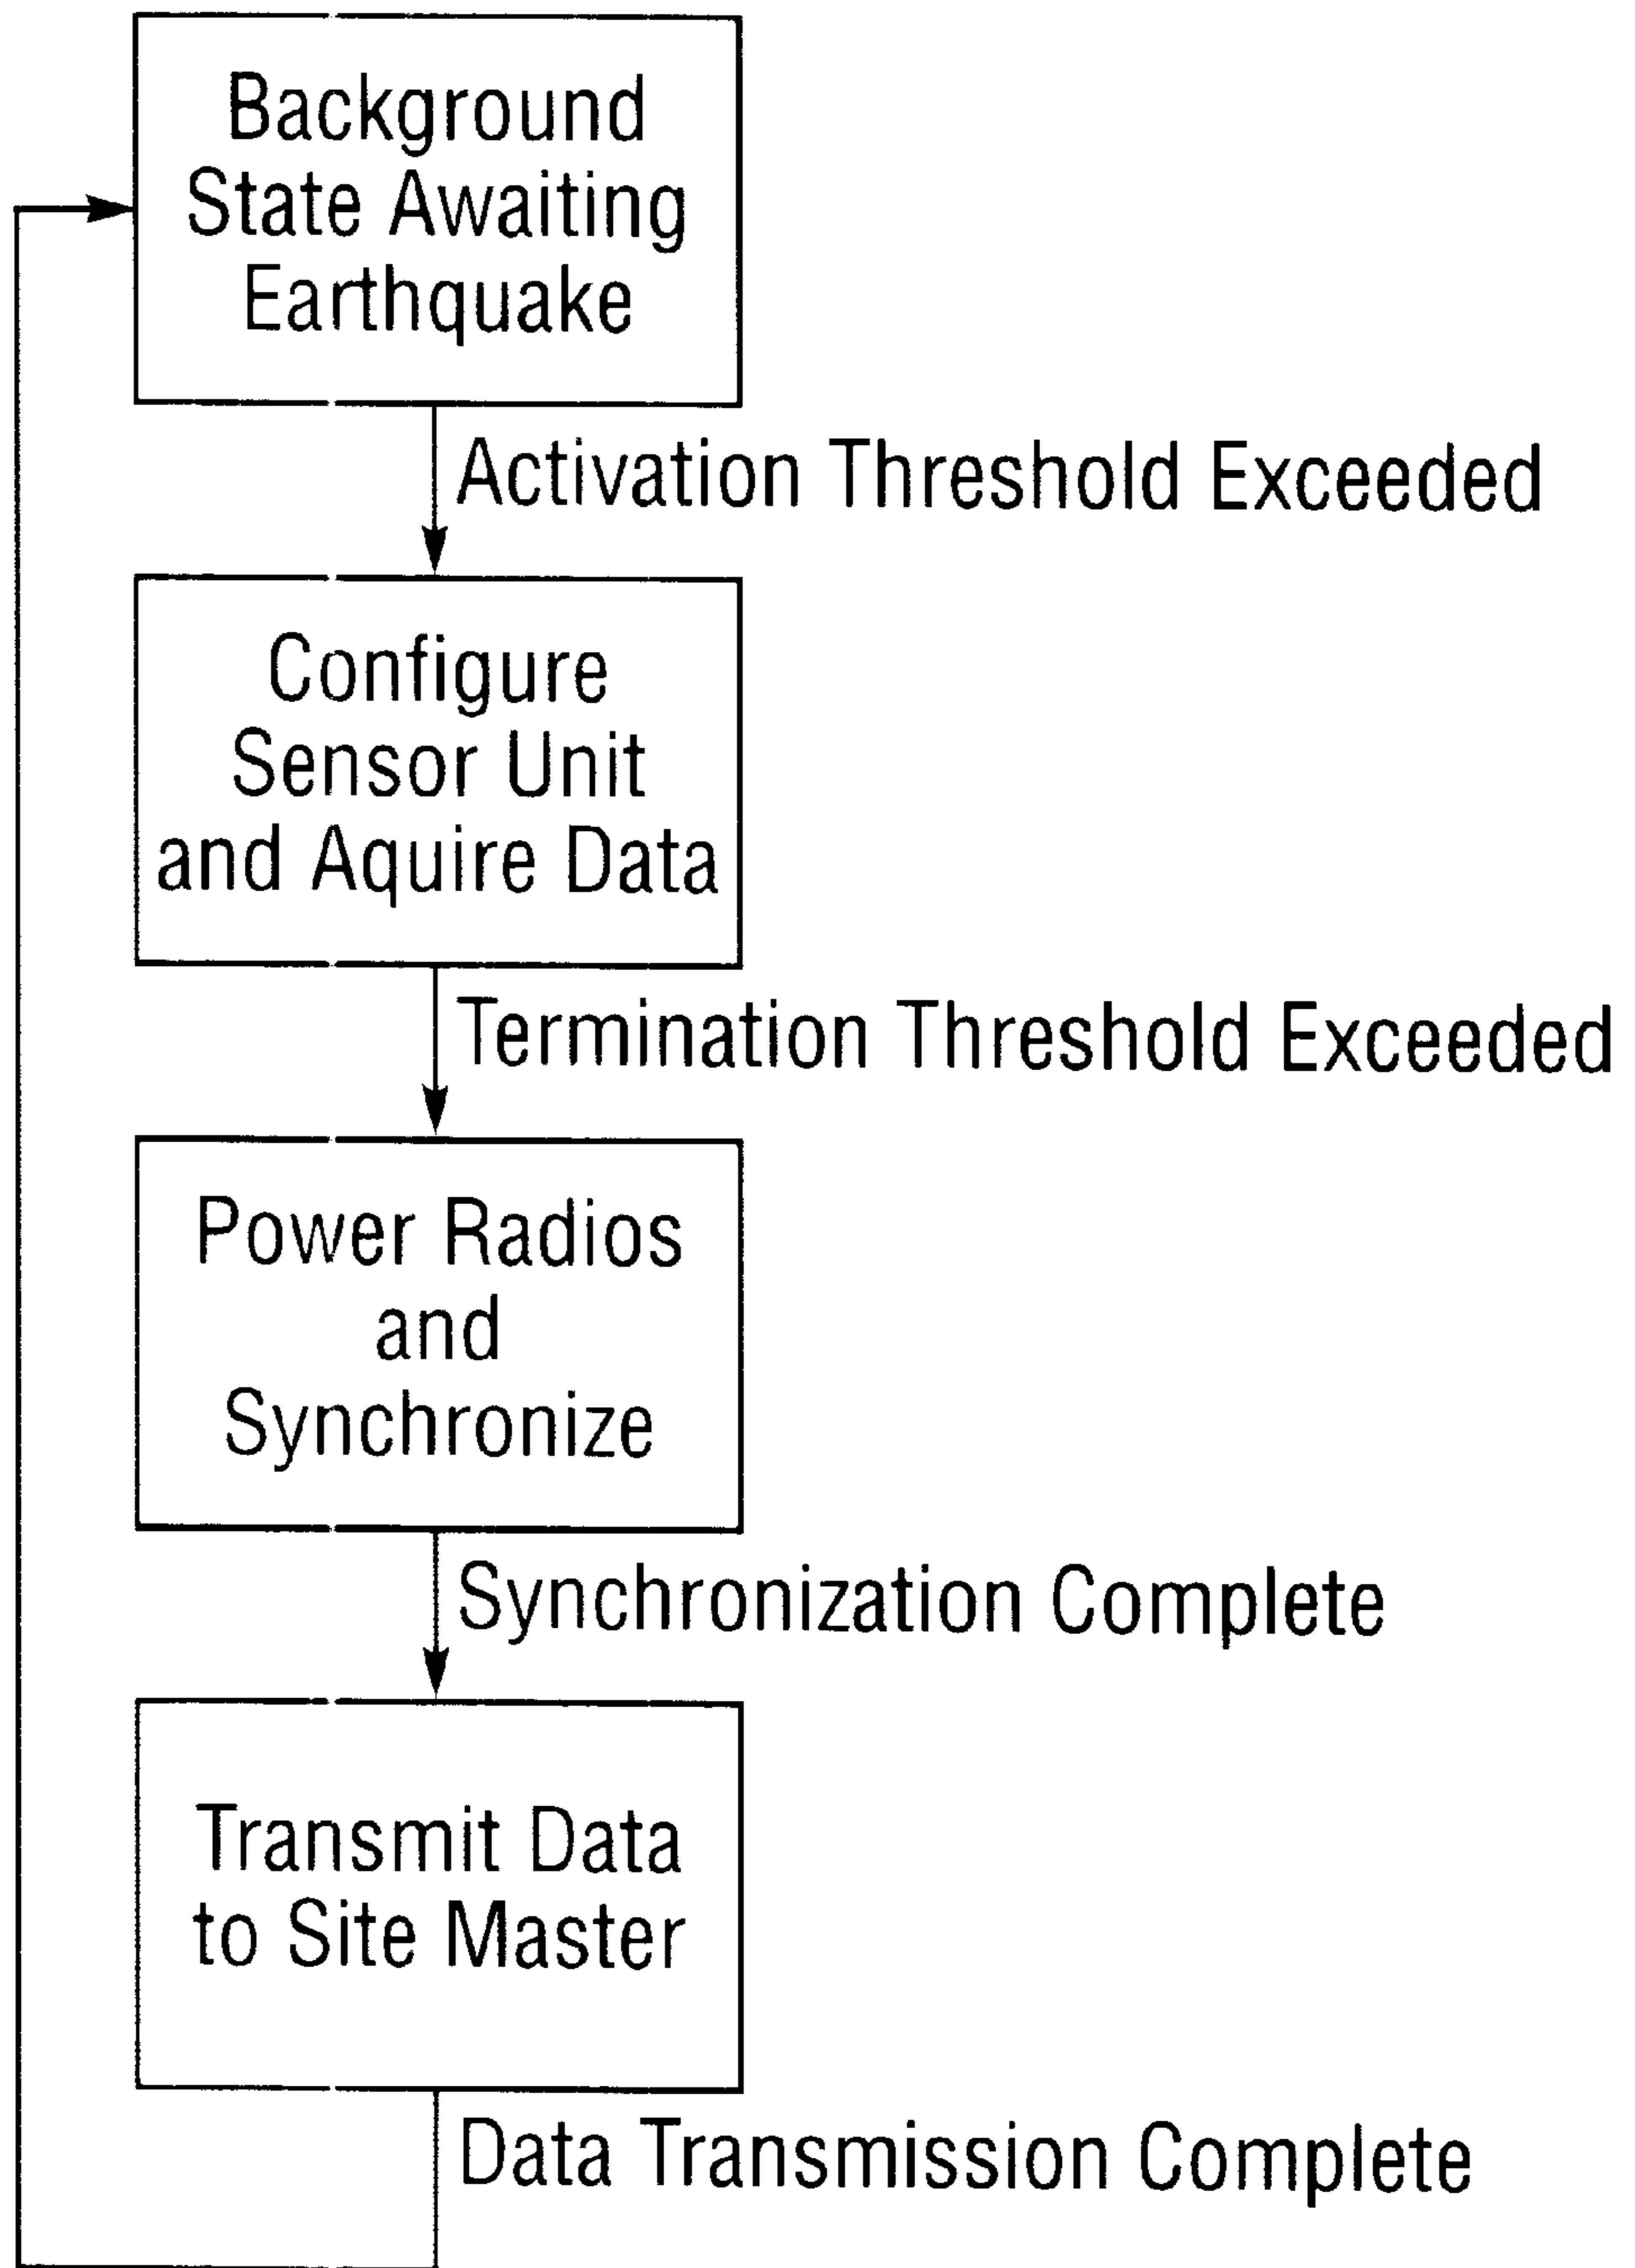 Background
State Awaiting
Earthquake
Activation Threshold Exceeded
Configure
Sensor Unit
and Aquire Data
Termination Threshold Exceeded
Power Radios
and
Synchronize
Synchronization Complete
Transmit Data
to Site Master
Data Transmission Complete